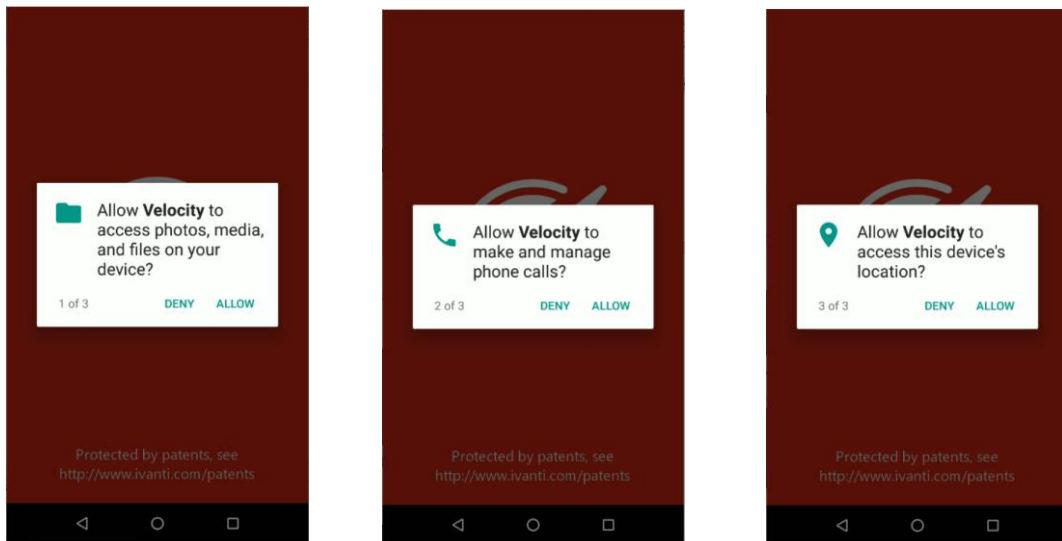 Allow Velocity to
access photos, media,
and files on your
device?
1 of 3
DENY
ALLOW
Protected by patents, see
http://www.ivanti.com/patents
Allow Velocity to
make and manage
phone calls?
2 of 3
DENY
ALLOW
Protected by patents, see
http://www.ivanti.com/patents
Allow Velocity to
access this device's
location?
3 of 3
DENY
ALLOW
Protected by patents, see
http://www.ivanti.com/patents